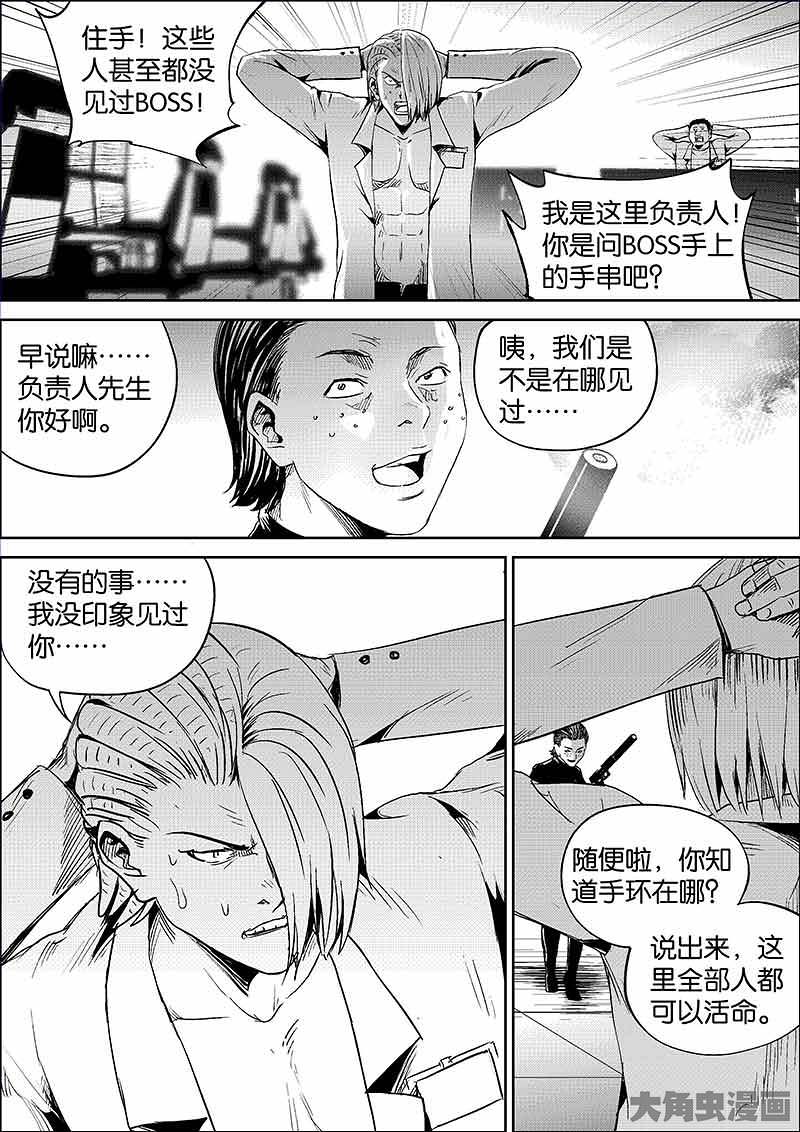 住手！这些
人甚至都没
见过BOSS！
我是这里负责人！
你是问BOSS手上
的手串吧？
早说嘛……
负责人先生
你好啊。
咦，我们是
不是在哪见
过……
没有的事……
我没印象见过
你……
随便啦，你知
道手环在哪？
说出来，这
里全部人都
可以活命。
大角虫漫画